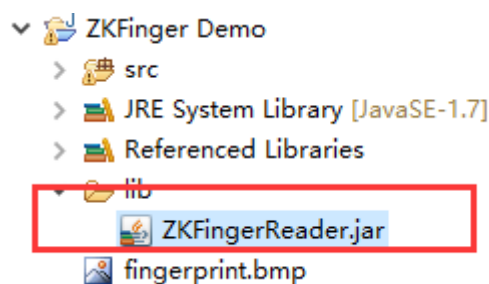 ZKFinger Demo
src
JRE System Library [JavaSE-1.7]
Referenced Libraries
lib
ZKFingerReader.jar
fingerprint.bmp